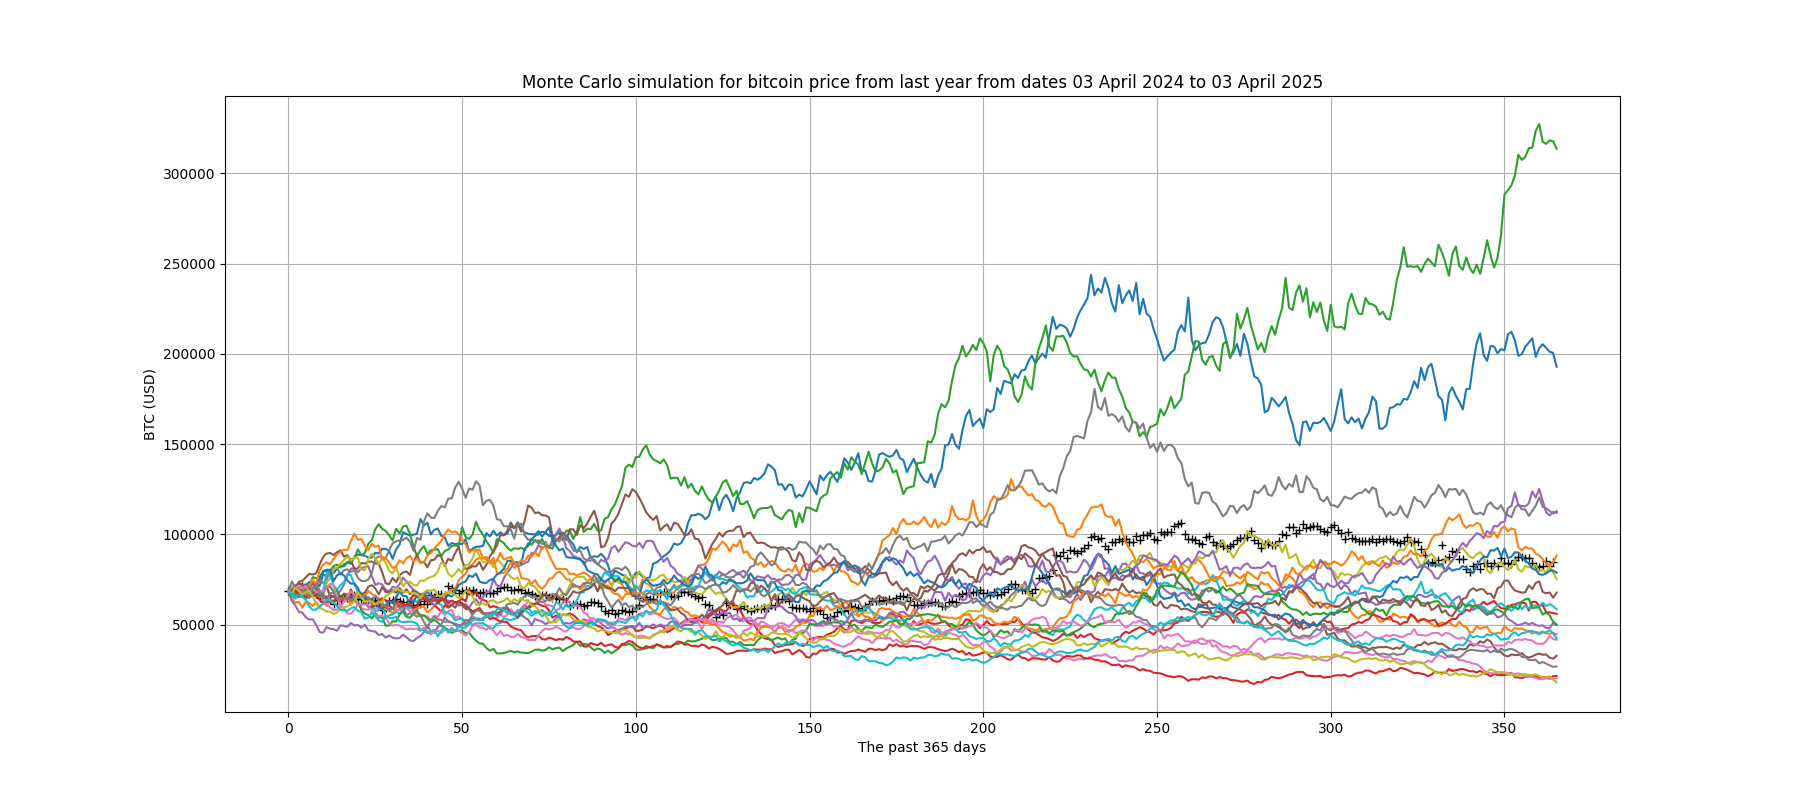 Monte Carlo simulation for bitcoin price from last year from dates 03 April 2024 to 03 April 2025
300000
250000
200000
150000
100000
50000
BTC (USD)
0 50 100 150 200 250 300 350
The past 365 days